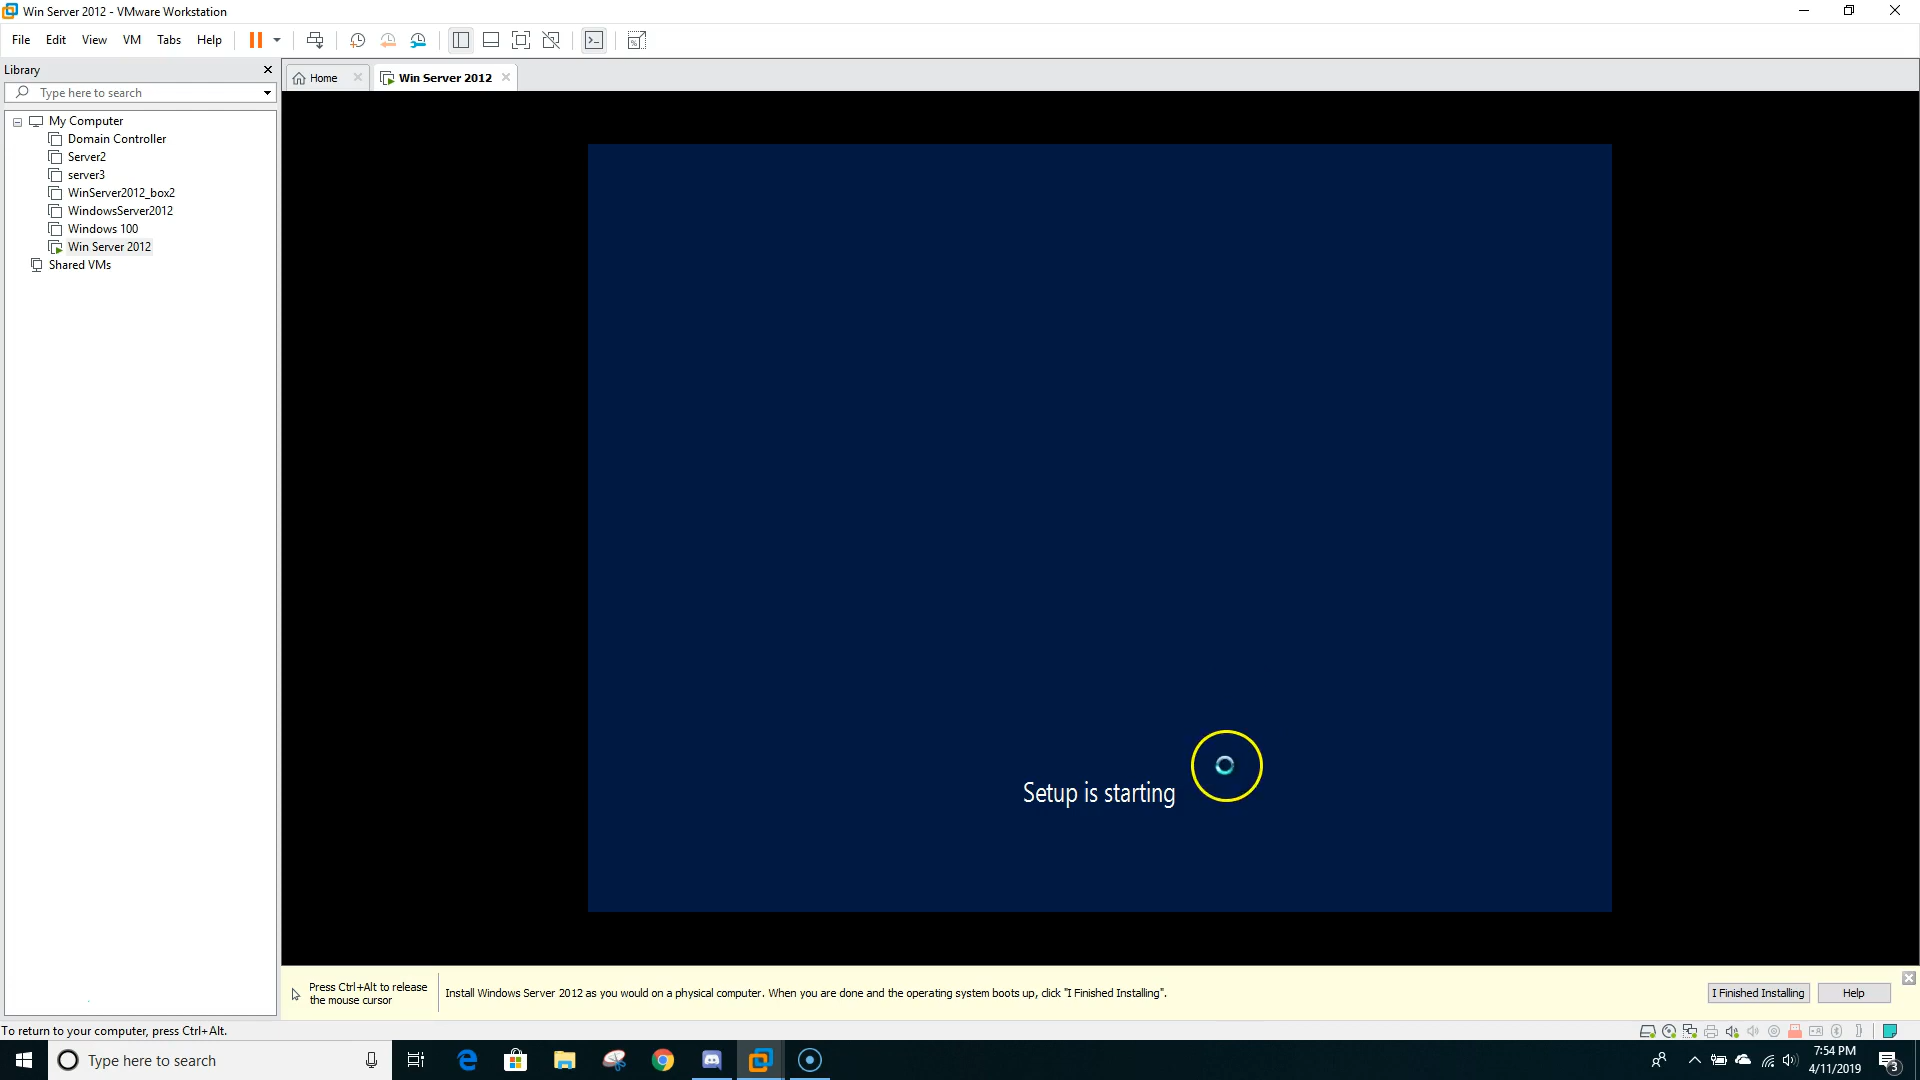 Win Server 2012 - VMware Workstation
File Edit View VM Tabs Help
Library
Home
Win Server 2012
Type here to search
My Computer
Domain Controller
Server2
server3
WinServer2012_box2
WindowsServer2012
Windows 100
Win Server 2012
Shared VMs
Setup is starting
Press Ctrl+Alt to release
the mouse cursor
Install Windows Server 2012 as you would on a physical computer. When you are done and the operating system boots up, click "I Finished Installing".
I Finished Installing
Help
To return to your computer, press Ctrl+Alt.
Type here to search
7:54 PM
4/11/2019
3